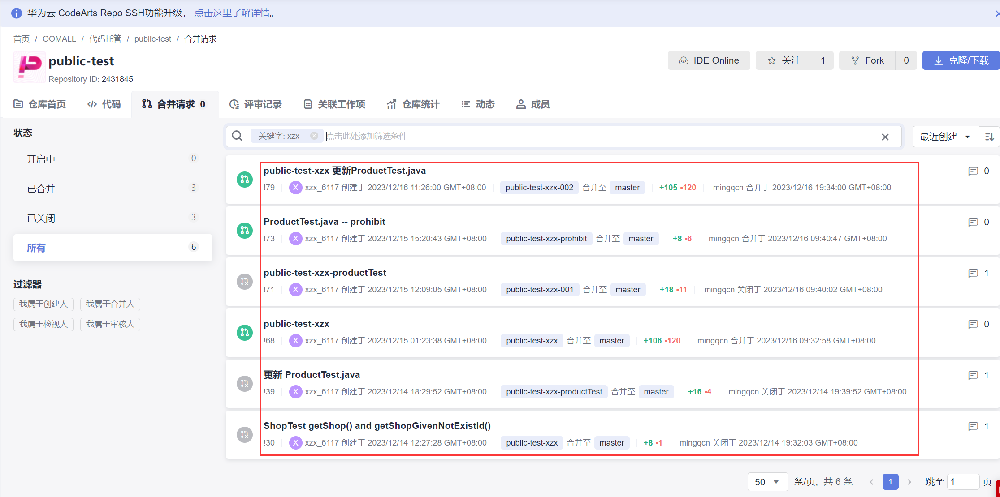 华为云 CodeArts Repo SSH功能升级， 点击这里了解详情。
首页 / OOMALL / 代码托管 / public-test / 合并请求
public-test
Repository ID: 2431845
IDE Online 关注 1 Fork 0 克隆/下载
仓库首页 代码 合并请求 0 评审记录 关联工作项 仓库统计 动态 成员
状态
开启中 0
已合并 3
已关闭 3
所有 6
过滤器
我属于创建人 我属于合并人
我属于检视人 我属于审核人
关键字: xzx 点击此处添加筛选条件
最近创建
public-test-xzx 更新ProductTest.java 0
!79 X xzx_6117 创建于 2023/12/16 11:26:00 GMT+08:00 public-test-xzx-002 合并至 master +105 -120 mingqcn 合并于 2023/12/16 19:34:00 GMT+08:00
ProductTest.java -- prohibit 0
!73 X xzx_6117 创建于 2023/12/15 15:20:43 GMT+08:00 public-test-xzx-prohibit 合并至 master +8 -6 mingqcn 合并于 2023/12/16 09:40:47 GMT+08:00
public-test-xzx-productTest 1
!71 X xzx_6117 创建于 2023/12/15 12:09:05 GMT+08:00 public-test-xzx-001 合并至 master +18 -11 mingqcn 关闭于 2023/12/16 09:40:02 GMT+08:00
public-test-xzx 0
!68 X xzx_6117 创建于 2023/12/15 01:23:38 GMT+08:00 public-test-xzx 合并至 master +106 -120 mingqcn 合并于 2023/12/16 09:32:58 GMT+08:00
更新 ProductTest.java 1
!39 X xzx_6117 创建于 2023/12/14 18:29:52 GMT+08:00 public-test-xzx-productTest 合并至 master +16 -4 mingqcn 关闭于 2023/12/14 19:39:52 GMT+08:00
ShopTest getShop() and getShopGivenNotExistId() 1
!30 X xzx_6117 创建于 2023/12/14 12:27:28 GMT+08:00 public-test-xzx 合并至 master +8 -1 mingqcn 关闭于 2023/12/14 19:32:03 GMT+08:00
50 条/页, 共 6 条 1 跳至 1 页